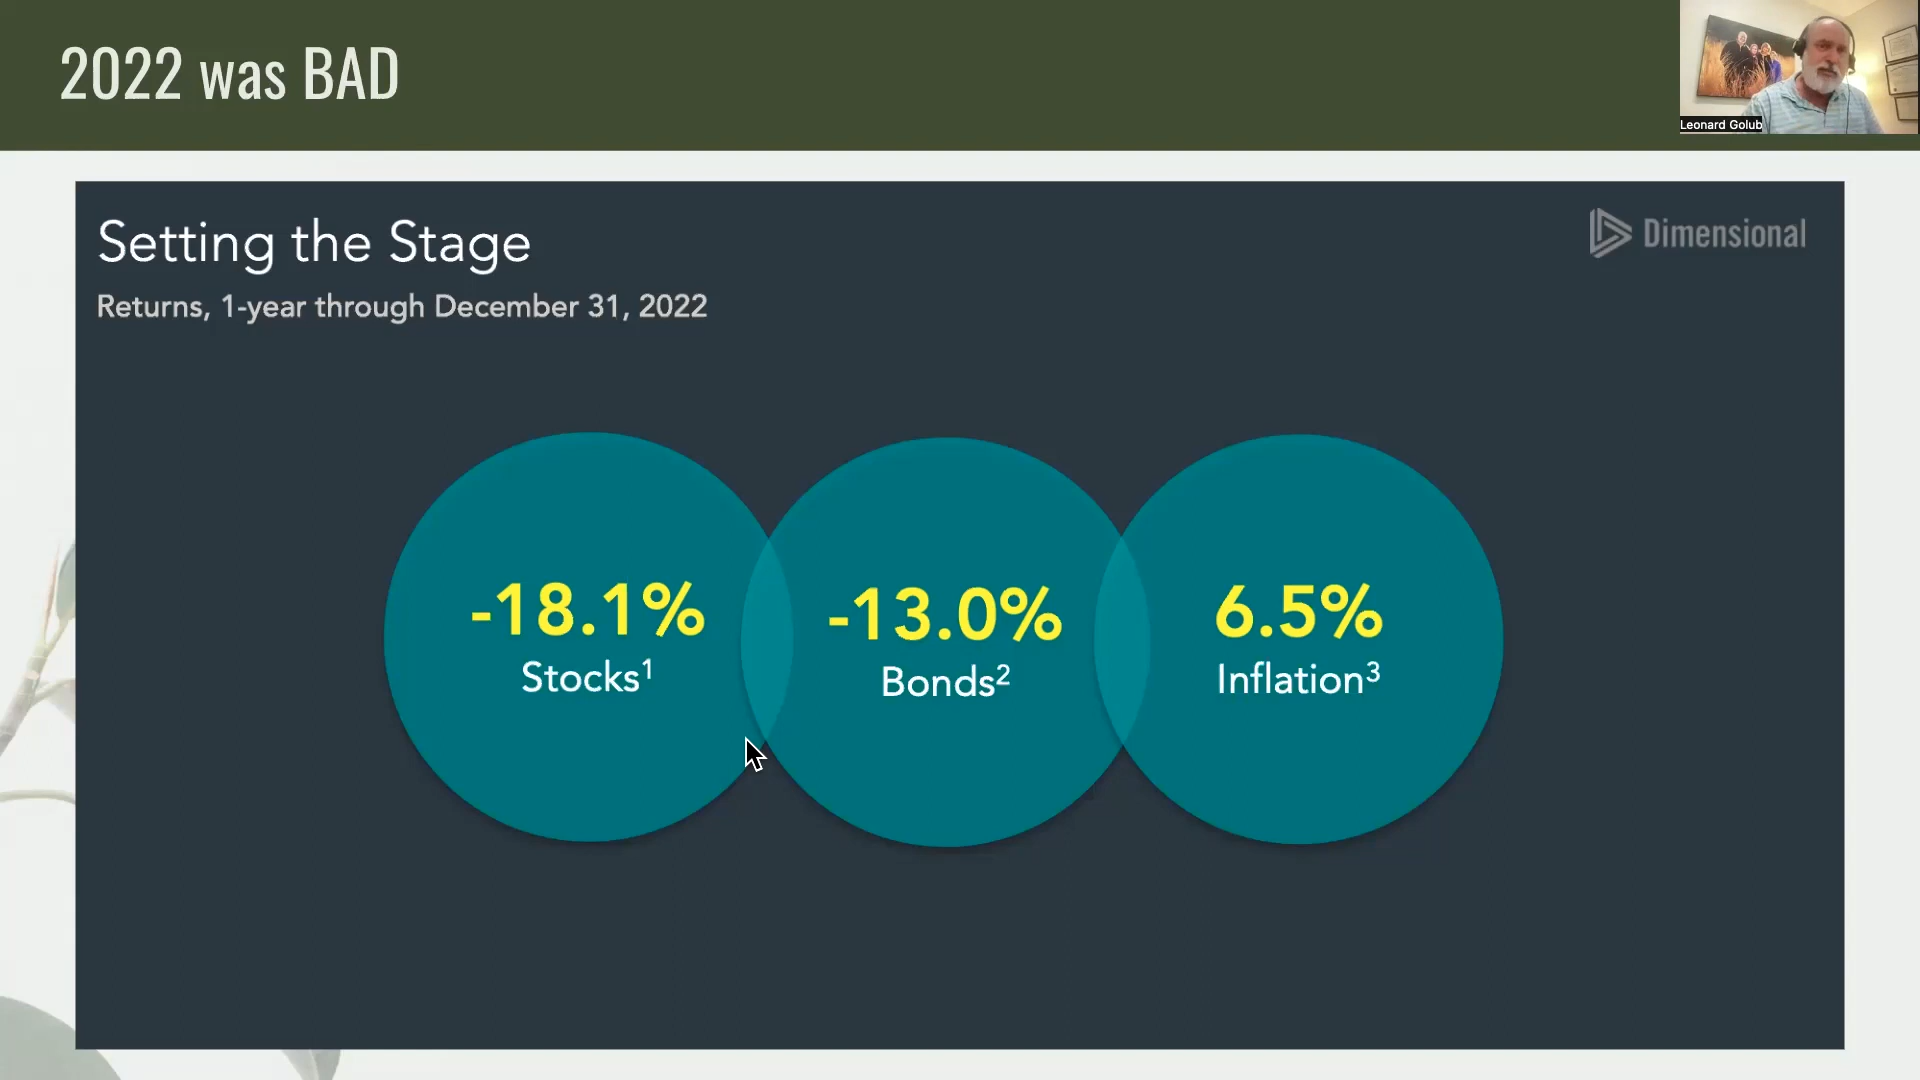 2022 was BAD
Leonard Golub
Setting the Stage
Dimensional
Returns, 1-year through December 31, 2022
-18.1%
Stocks¹
-13.0%
Bonds²
6.5%
Inflation³